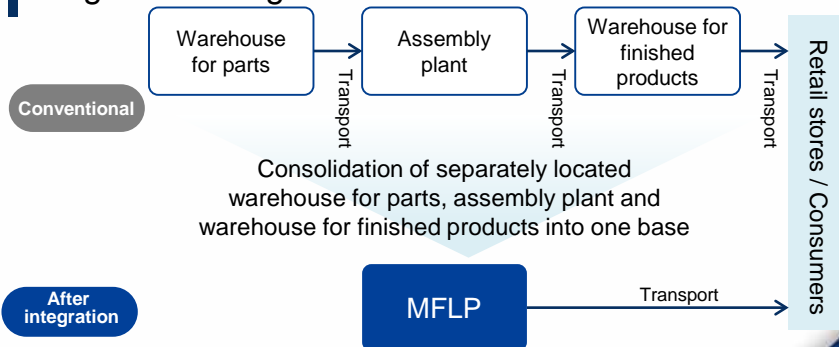 Warehouse
for parts
Assembly
plant
Warehouse for
finished
products
Transport
Transport
Transport
Retail stores / Consumers
Conventional
Consolidation of separately located
warehouse for parts, assembly plant and
warehouse for finished products into one base
After
integration
MFLP
Transport